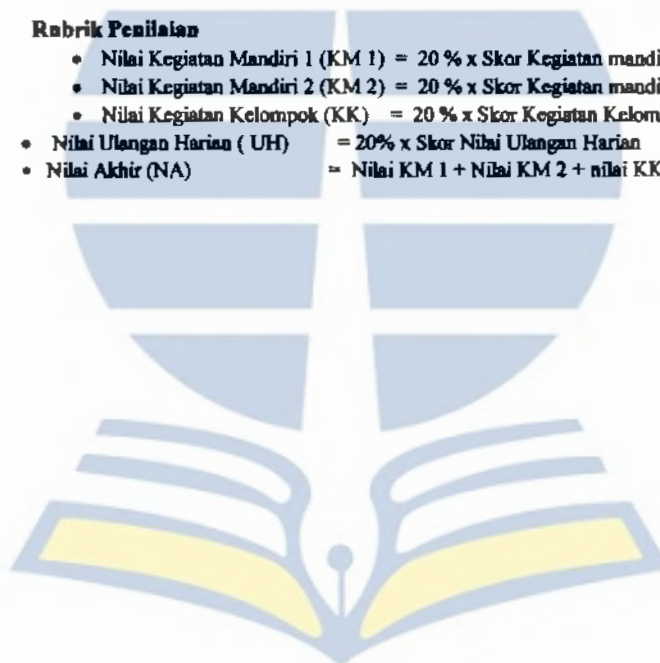 Rubrik Penilaian
• Nilai Kegiatan Mandiri 1 (KM 1) = 20 % x Skor Kegiatan mandi
• Nilai Kegiatan Mandiri 2 (KM 2) = 20 % x Skor Kegiatan mandi
• Nilai Kegiatan Kelompok (KK) = 20 % x Skor Kegiatan Kelom
• Nilai Ulangan Harian ( UH) = 20% x Skor Nilai Ulangan Harian
• Nilai Akhir (NA) = Nilai KM 1 + Nilai KM 2 + nilai KK